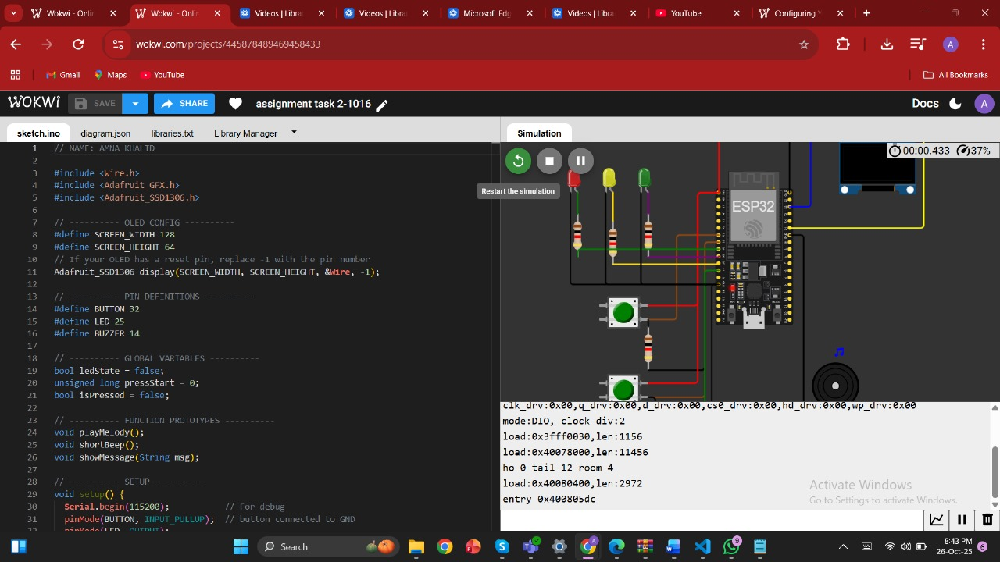 Wokwi - Onlin
Wokwi - Onlin
Videos | Libra
Videos | Libra
Microsoft Edg
Videos | Libra
YouTube
Configuring Y
wokwi.com/projects/445878489469458433
A
Gmail
Maps
YouTube
All Bookmarks
WOKWI
SAVE
SHARE
assignment task 2-1016
Docs
A
sketch.ino
diagram.json
libraries.txt
Library Manager
Simulation
1 // NAME: AMNA KHALID
2
3 #include <Wire.h>
4 #include <Adafruit_GFX.h>
5 #include <Adafruit_SSD1306.h>
6
7 // ---------- OLED CONFIG ----------
8 #define SCREEN_WIDTH 128
9 #define SCREEN_HEIGHT 64
10 // If your OLED has a reset pin, replace -1 with the pin number
11 Adafruit_SSD1306 display(SCREEN_WIDTH, SCREEN_HEIGHT, &Wire, -1);
12
13 // ---------- PIN DEFINITIONS ----------
14 #define BUTTON 32
15 #define LED 25
16 #define BUZZER 14
17
18 // ---------- GLOBAL VARIABLES ----------
19 bool ledState = false;
20 unsigned long pressStart = 0;
21 bool isPressed = false;
22
23 // ---------- FUNCTION PROTOTYPES ----------
24 void playMelody();
25 void shortBeep();
26 void showMessage(String msg);
27
28 // ---------- SETUP ----------
29 void setup() {
30 Serial.begin(115200); // For debug
31 pinMode(BUTTON, INPUT_PULLUP); // button connected to GND
pinMode(LED, OUTPUT);
00:00.433
37%
Restart the simulation
ESP32
clk_drv:0x00,q_drv:0x00,d_drv:0x00,cs0_drv:0x00,hd_drv:0x00,wp_drv:0x00
mode:DIO, clock div:2
load:0x3fff0030,len:1156
load:0x40078000,len:11456
ho 0 tail 12 room 4
load:0x40080400,len:2972
entry 0x400805dc
Activate Windows
Go to Settings to activate Windows.
Search
9
8:43 PM
26-Oct-25
6